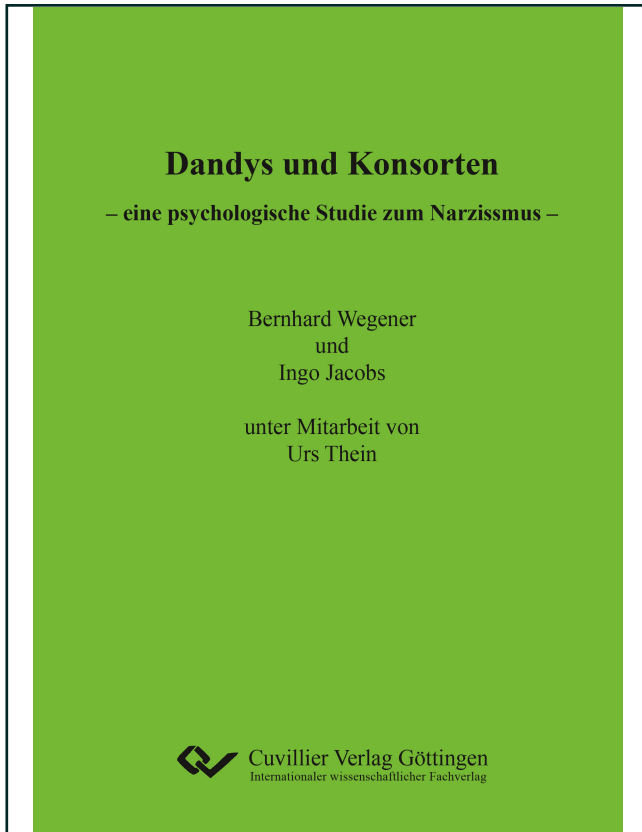 Dandys und Konsorten
– eine psychologische Studie zum Narzissmus –
Bernhard Wegener
und
Ingo Jacobs
unter Mitarbeit von
Urs Thein
Cuvillier Verlag Göttingen
Internationaler wissenschaftlicher Fachverlag